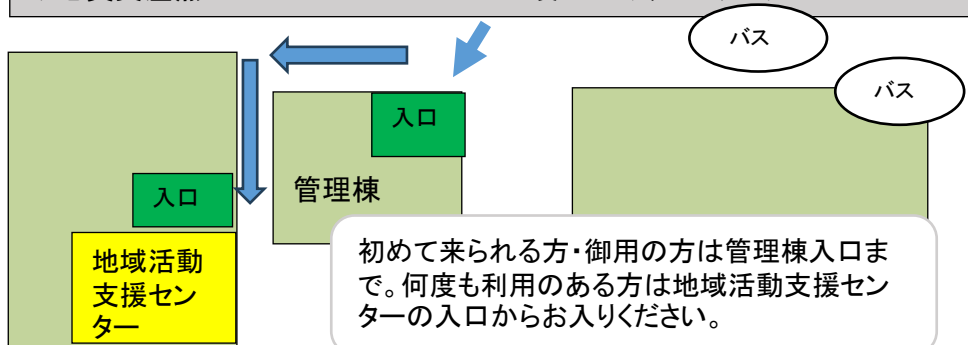 バス
バス
入口
管理棟
入口
地域活動
支援セン
ター
初めて来られる方・御用の方は管理棟入口ま
で。何度も利用のある方は地域活動支援セン
ターの入口からお入りください。